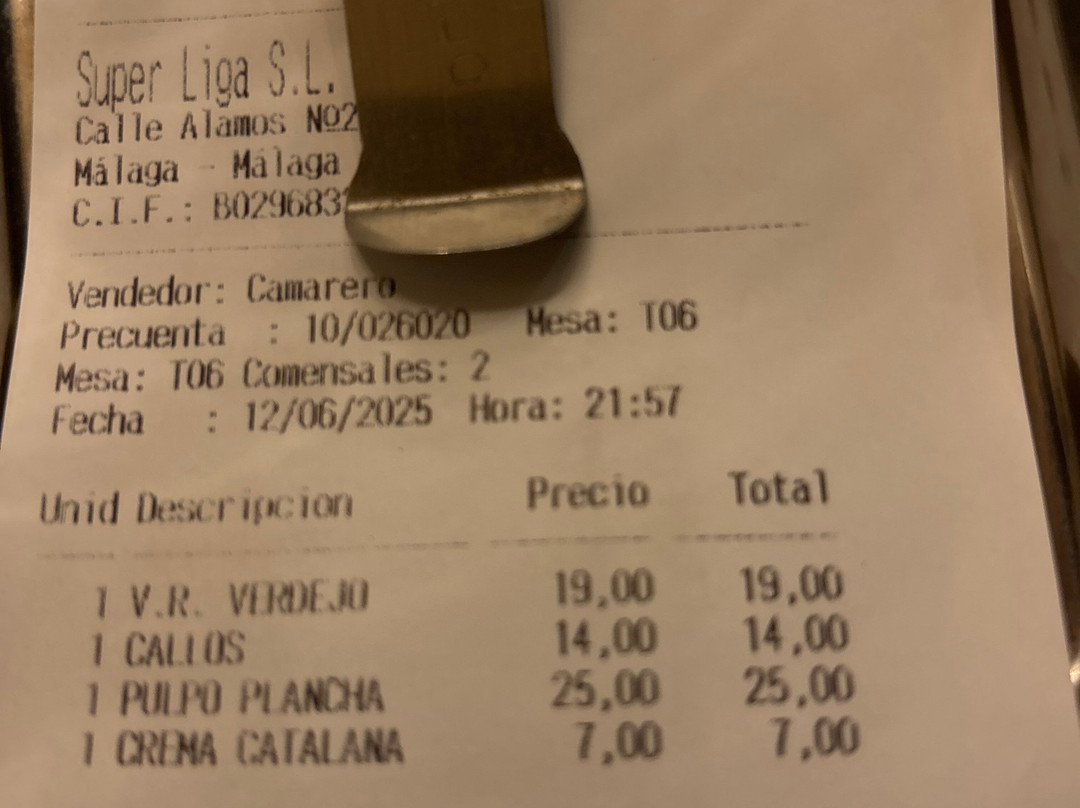 Super Liga S.L.
Calle Alamos Nº2
Málaga - Málaga
C.I.F.: B029683
Vendedor: Camarero
Precuenta : 10/026020 Mesa: T06
Mesa: T06 Comensales: 2
Fecha : 12/06/2025 Hora: 21:57
Unid Descripcion Precio Total
1 V.R. VERDEJO 19,00 19,00
1 CALLOS 14,00 14,00
1 PULPO PLANCHA 25,00 25,00
1 CREMA CATALANA 7,00 7,00